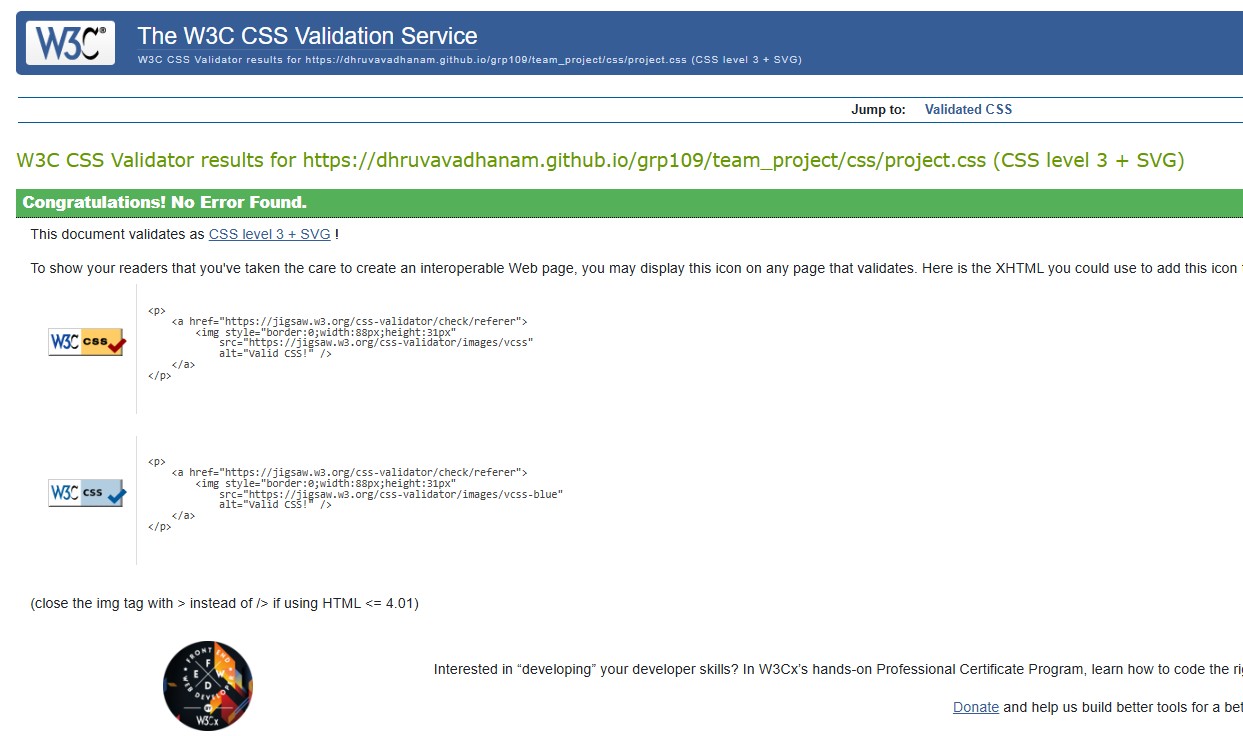 W3C®
The W3C CSS Validation Service
W3C CSS Validator results for https://dhruvavadhanam.github.io/grp109/team_project/css/project.css (CSS level 3 + SVG)
Jump to: Validated CSS
W3C CSS Validator results for https://dhruvavadhanam.github.io/grp109/team_project/css/project.css (CSS level 3 + SVG)
Congratulations! No Error Found.
This document validates as CSS level 3 + SVG !
To show your readers that you've taken the care to create an interoperable Web page, you may display this icon on any page that validates. Here is the XHTML you could use to add this icon
W3C css
<p>
<a href="https://jigsaw.w3.org/css-validator/check/referer">
<img style="border:0;width:88px;height:31px"
src="https://jigsaw.w3.org/css-validator/images/vcss"
alt="Valid CSS!" />
</a>
</p>
W3C css
<p>
<a href="https://jigsaw.w3.org/css-validator/check/referer">
<img style="border:0;width:88px;height:31px"
src="https://jigsaw.w3.org/css-validator/images/vcss-blue"
alt="Valid CSS!" />
</a>
</p>
(close the img tag with > instead of /> if using HTML <= 4.01)
FRONT END
F
E W
D
WEB DEVELOPER
W3Cx
Interested in “developing” your developer skills? In W3Cx’s hands-on Professional Certificate Program, learn how to code the
Donate and help us build better tools for a